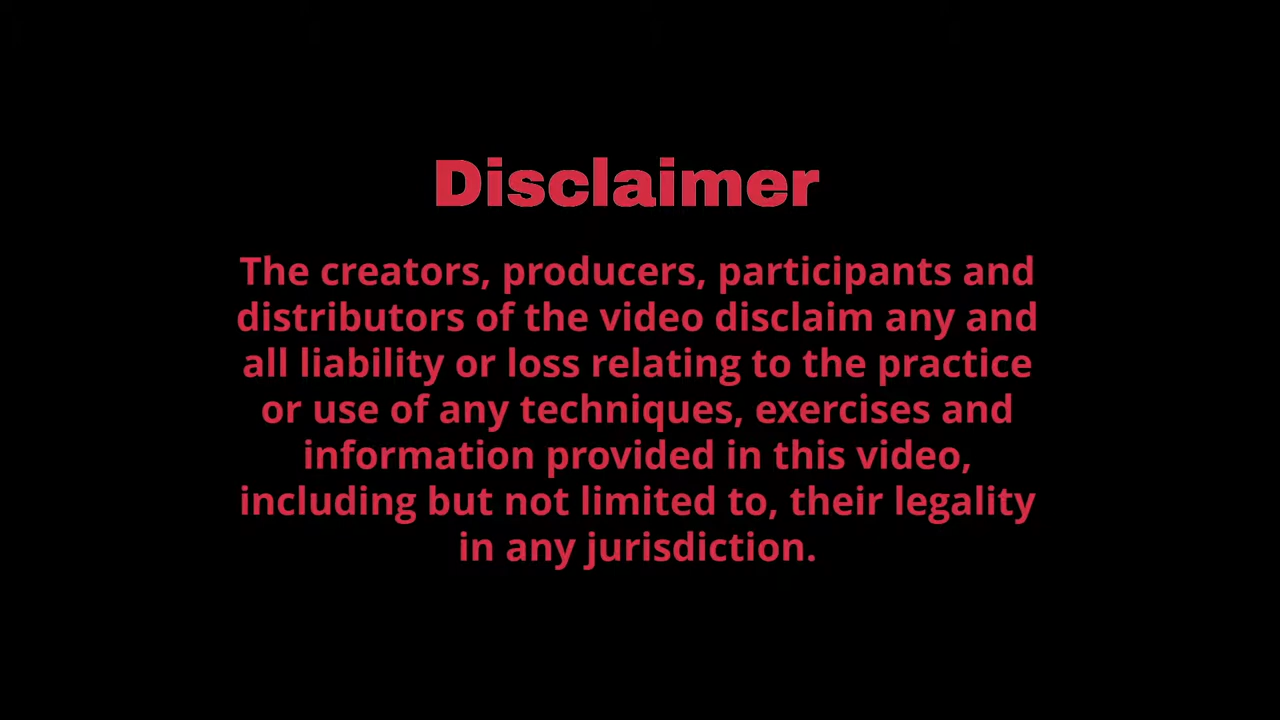 Disclaimer
The creators, producers, participants and
distributors of the video disclaim any and
all liability or loss relating to the practice
or use of any techniques, exercises and
information provided in this video,
including but not limited to, their legality
in any jurisdiction.